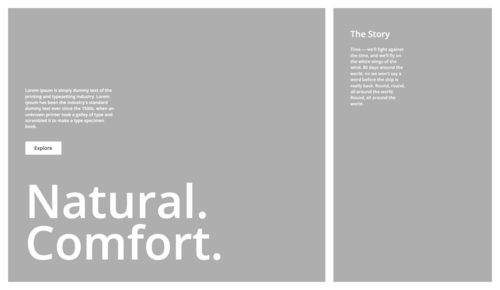 Lorem Ipsum is simply dummy text of the
printing and typesetting industry. Lorem
Ipsum has been the industry's standard
dummy text ever since the 1500s, when an
unknown printer took a galley of type and
scrambled it to make a type specimen
book.
Explore
Natural.
Comfort.
The Story
Time — we'll fight against
the time, and we'll fly on
the white wings of the
wind. 80 days around the
world, no we won't say a
word before the ship is
really back. Round, round,
all around the world.
Round, all around the
world.